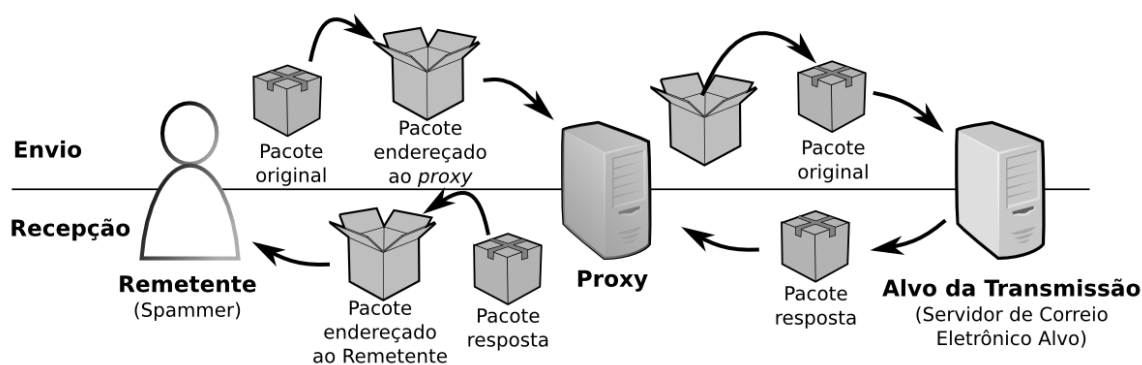 Envio
Pacote
original
Pacote
endereçado
ao proxy
Pacote
original
Recepção
Remetente
(Spammer)
Pacote
endereçado
ao Remetente
Pacote
resposta
Proxy
Pacote
resposta
Alvo da Transmissão
(Servidor de Correio
Eletrônico Alvo)